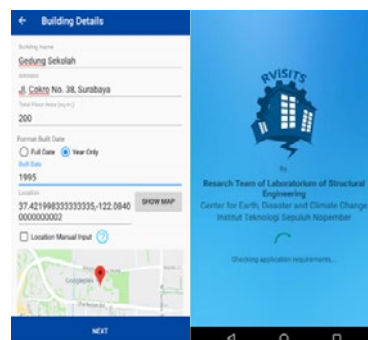 Building Details
Building Name
Gedung Sekolah
Address
Jl. Cokro No. 38, Surabaya
Total Floor Area (sq.m)
200
Format Built Date
Full Date
Year Only
Built Date
1995
Location
37.421998333333335,-122.0840
0000000002
SHOW MAP
Location Manual Input
Googleplex
NEXT
RVISITS
by
Resarch Team of Laboratorium of Structural
Engineering
Center for Earth, Disaster and Climate Change
Institut Teknologi Sepuluh Nopember
Checking application requirements...